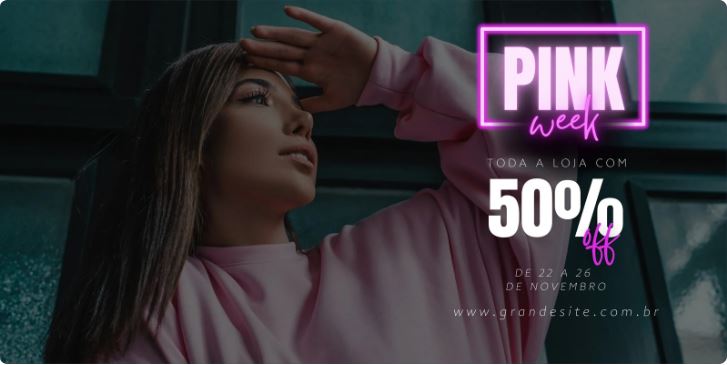 PINK
week
TODA A LOJA COM
50%
off
DE 22 A 26
DE NOVEMBRO
www.grandesite.com.br